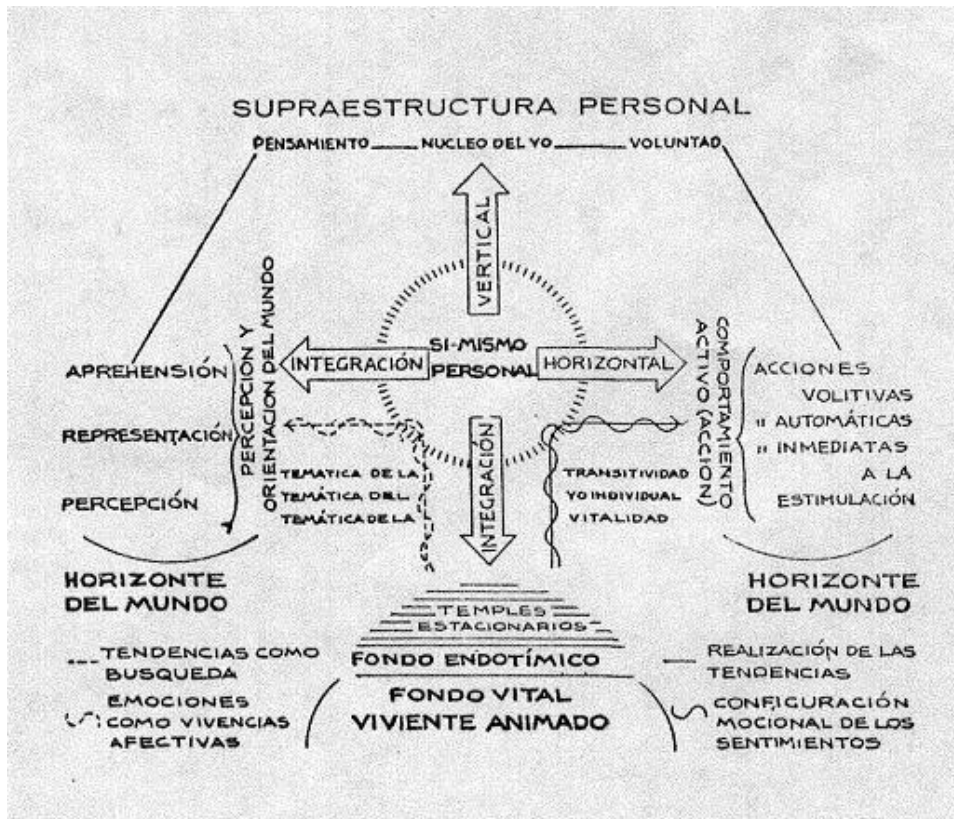 SUPRAESTRUCTURA PERSONAL
PENSAMIENTO NUCLEO DEL YO VOLUNTAD
VERTICAL
PERCEPCION Y
ORIENTACION DEL MUNDO
INTEGRACIÓN
SI-MISMO
PERSONAL
HORIZONTAL
COMPORTAMIENTO
ACTIVO (ACCION)
APREHENSIÓN
REPRESENTACIÓN
PERCEPCIÓN
ACCIONES
VOLITIVAS
" AUTOMÁTICAS
" INMEDIATAS
A LA
ESTIMULACIÓN
TEMATICA DE LA
TEMÁTICA DEL
TEMÁTICA DE LA
INTEGRACIÓN
TRANSITIVIDAD
YO INDIVIDUAL
VITALIDAD
HORIZONTE
DEL MUNDO
HORIZONTE
DEL MUNDO
TEMPLES
ESTACIONARIOS
FONDO ENDOTÍMICO
FONDO VITAL
VIVIENTE ANIMADO
TENDENCIAS COMO
BUSQUEDA
EMOCIONES
COMO VIVENCIAS
AFECTIVAS
REALIZACIÓN DE LAS
TENDENCIAS
CONFIGURACIÓN
MOCIONAL DE LOS
SENTIMIENTOS